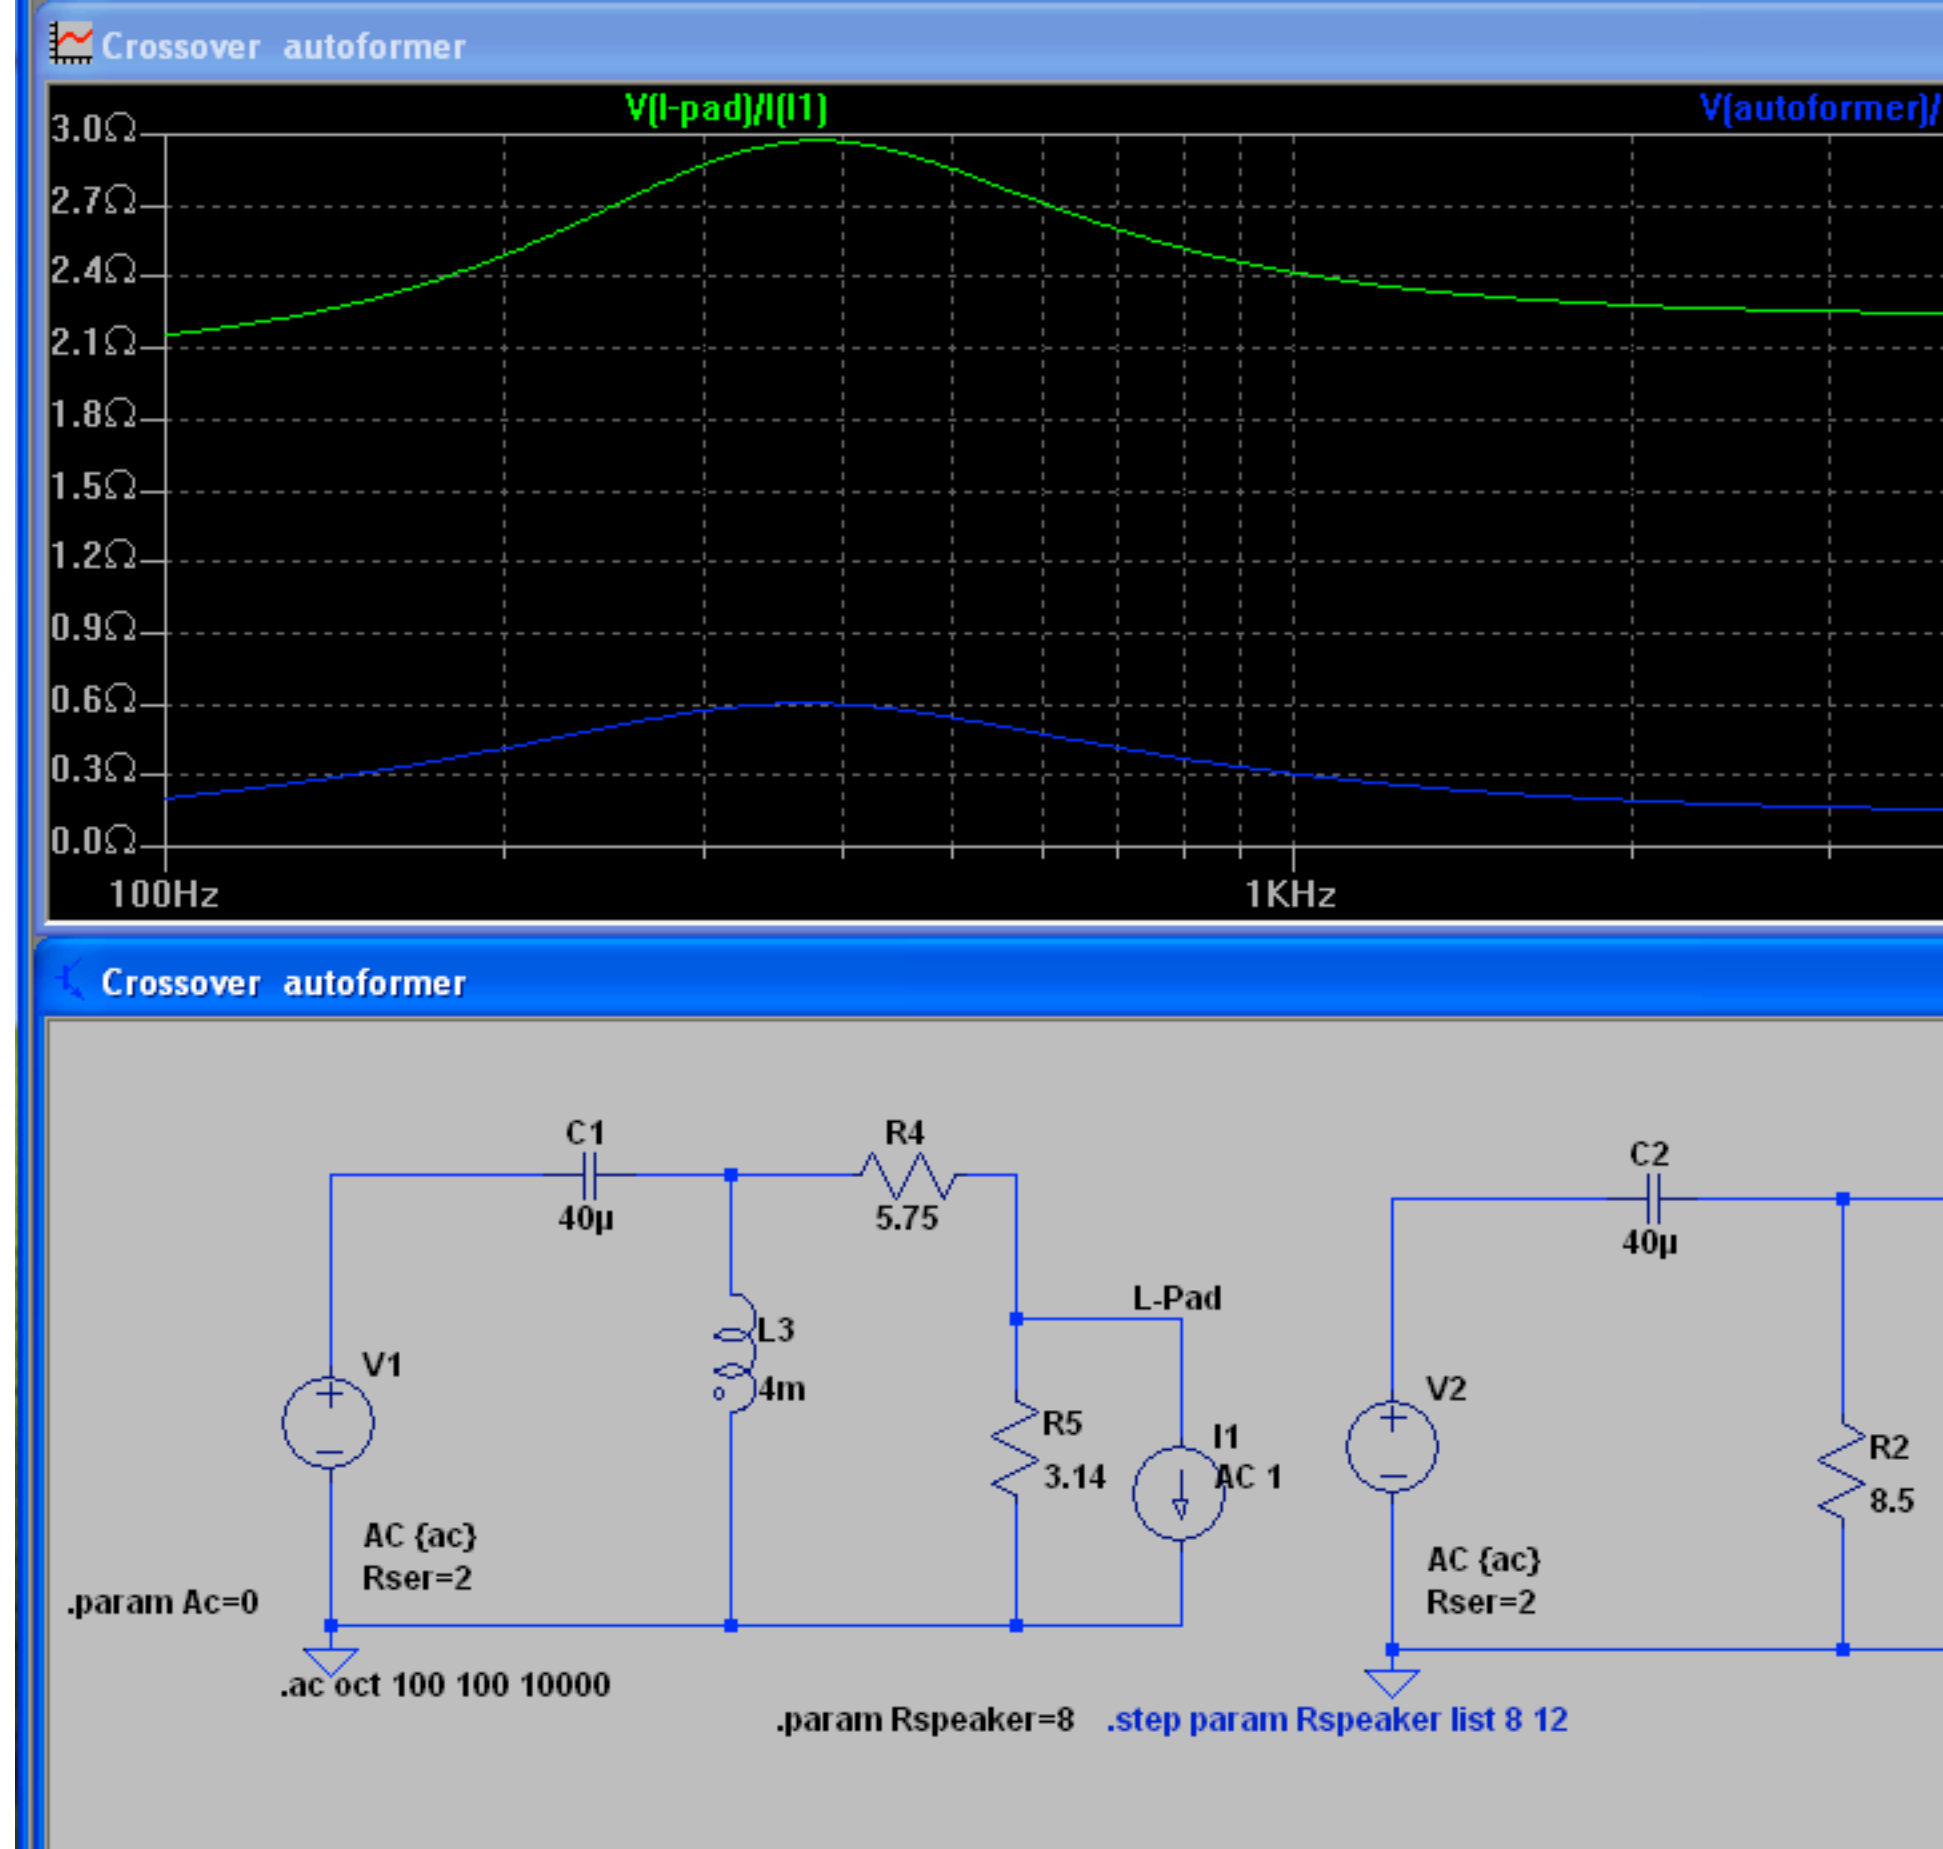 Crossover autoformer
V(l-pad)/I(I1)
V(autoformer)/
3.0Ω
2.7Ω
2.4Ω
2.1Ω
1.8Ω
1.5Ω
1.2Ω
0.9Ω
0.6Ω
0.3Ω
0.0Ω
100Hz
1KHz
Crossover autoformer
C1
40µ
R4
5.75
L-Pad
L3
4m
V1
AC {ac}
Rser=2
R5
3.14
I1
AC 1
C2
40µ
V2
AC {ac}
Rser=2
R2
8.5
.param Ac=0
.ac oct 100 100 10000
.param Rspeaker=8
.step param Rspeaker list 8 12